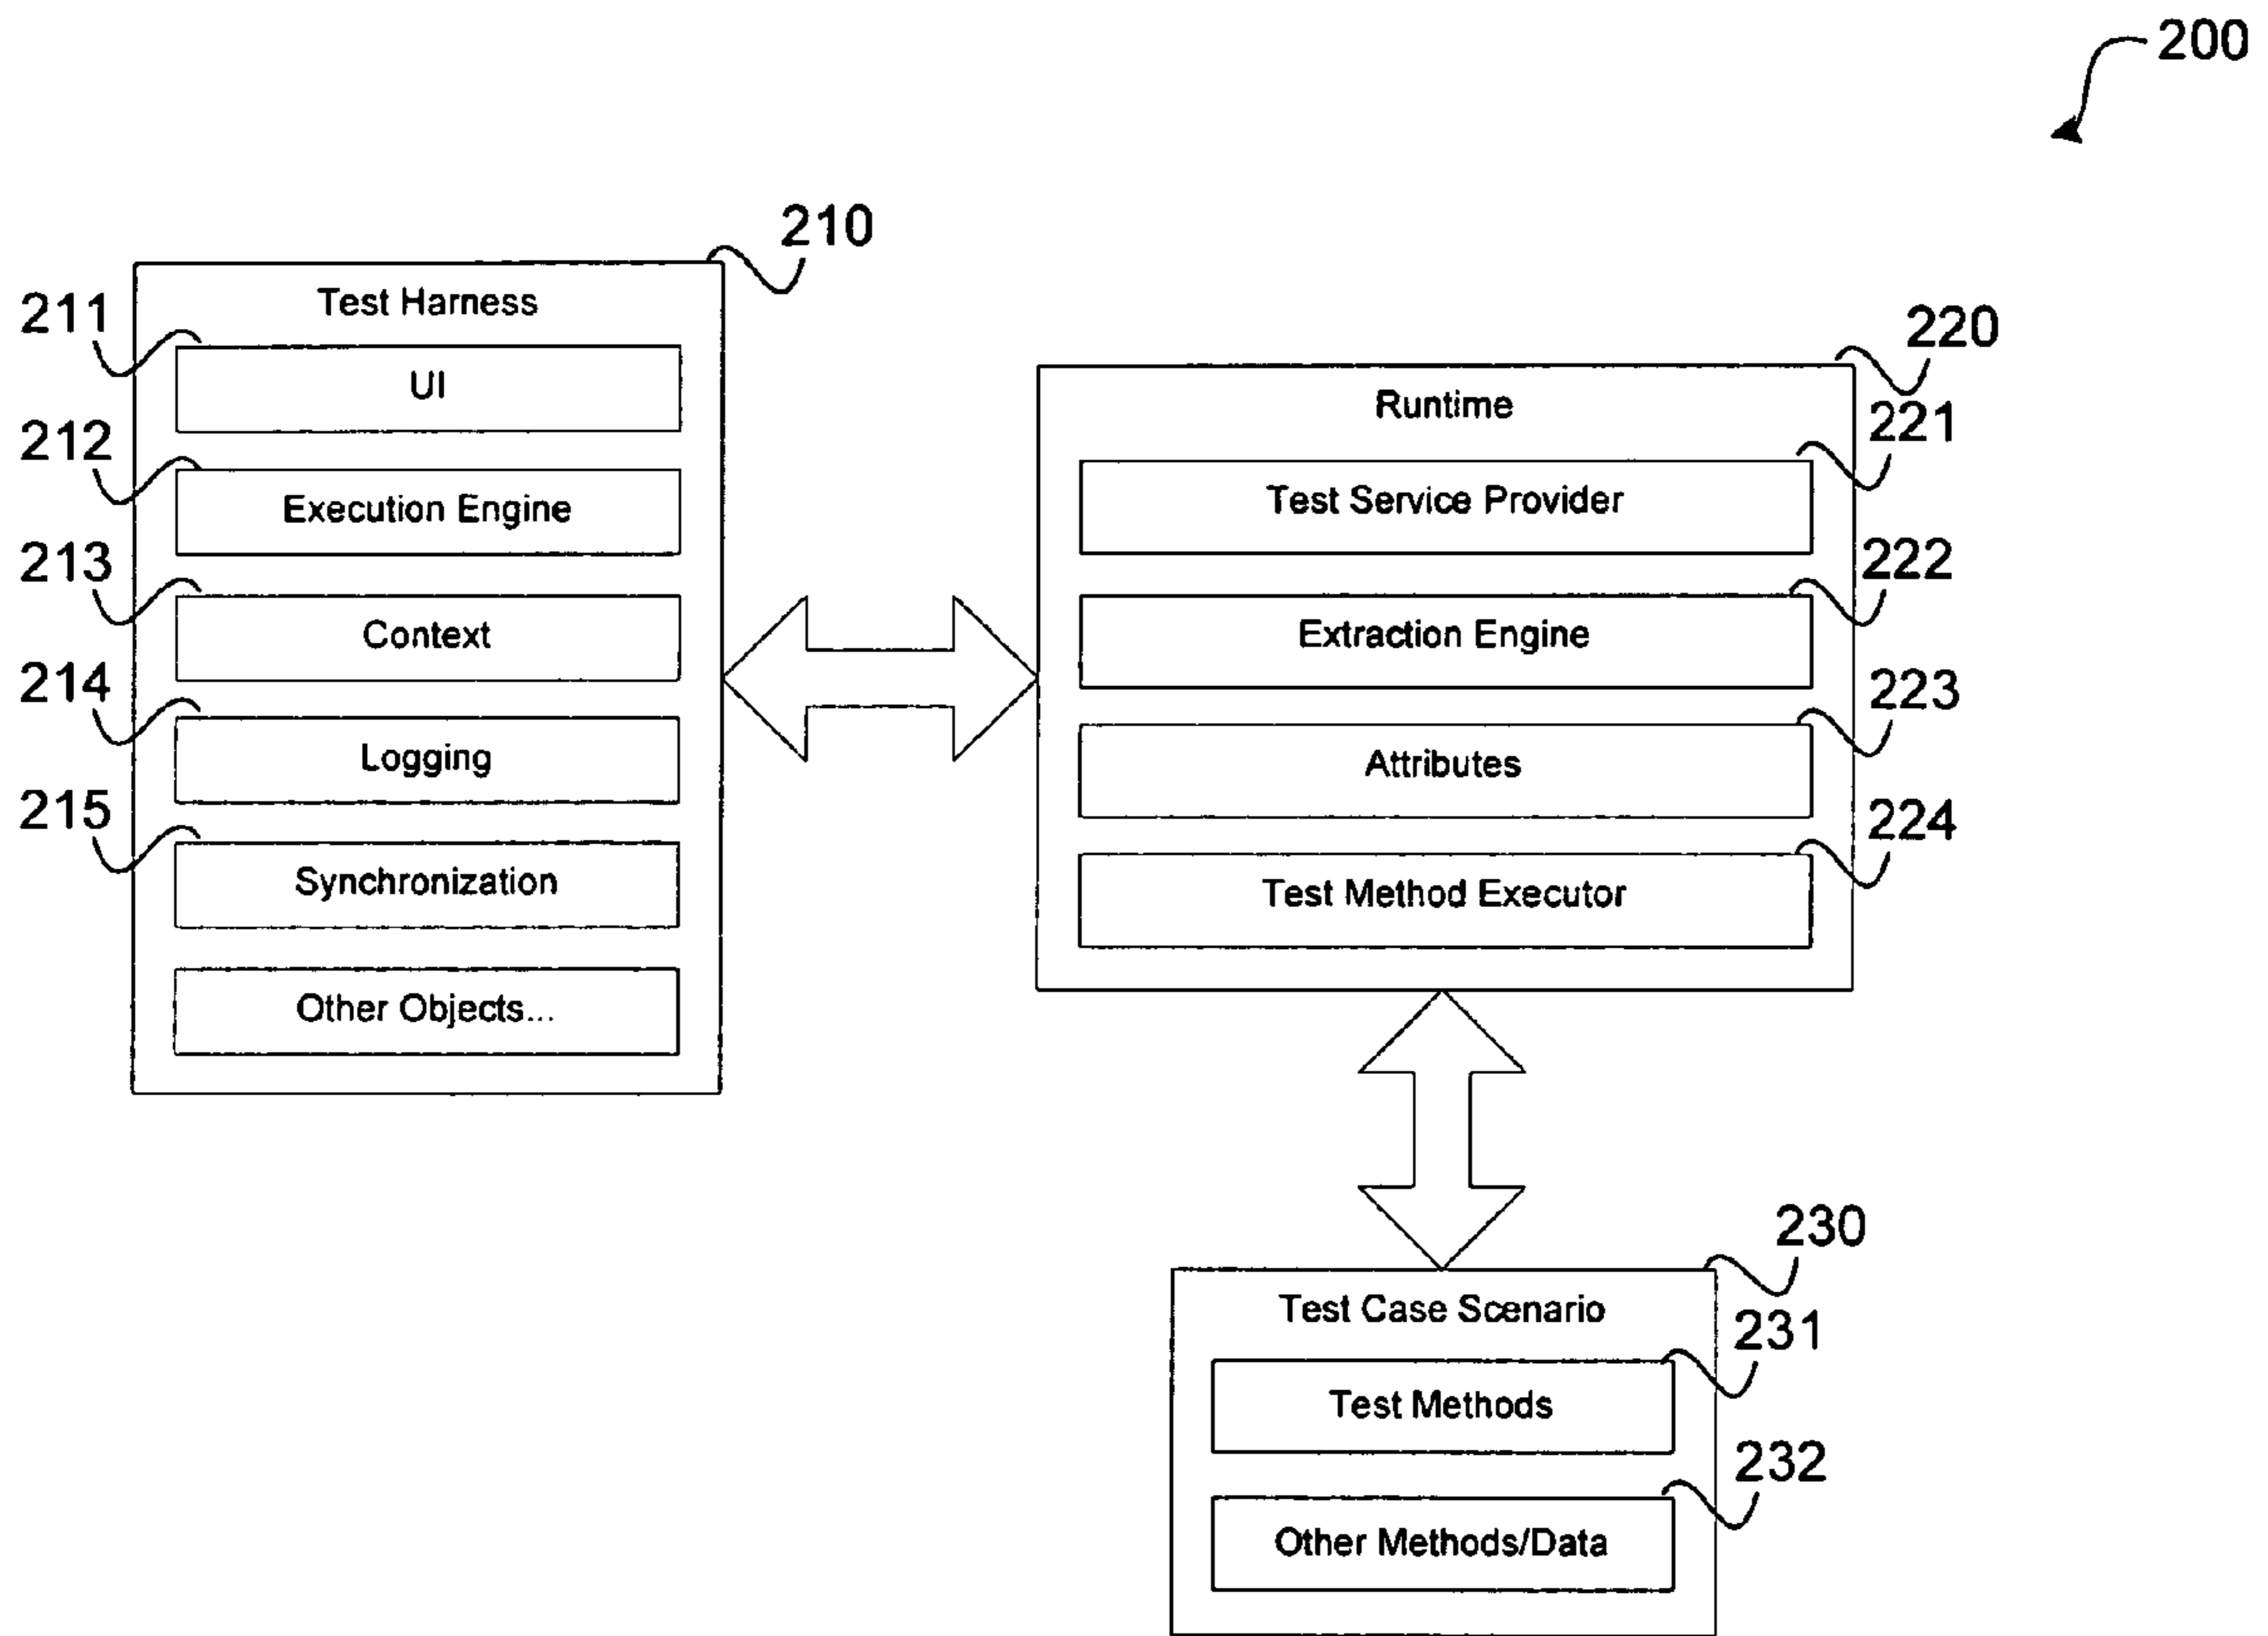 200
210
Test Harness
211
UI
212
Execution Engine
213
Context
214
Logging
215
Synchronization
Other Objects...
220
Runtime
221
Test Service Provider
222
Extraction Engine
223
Attributes
224
Test Method Executor
230
Test Case Scenario
231
Test Methods
232
Other Methods/Data